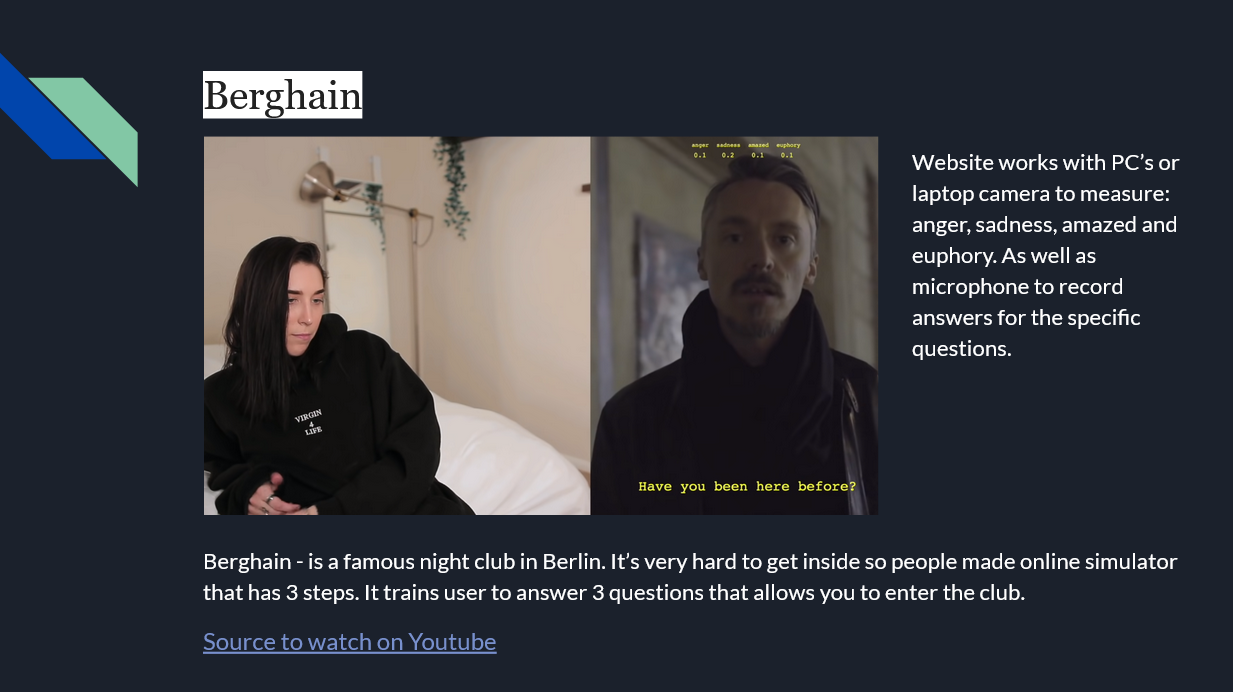 Berghain
anger sadness amazed euphory
0.1 0.2 0.1 0.1
VIRGIN
4
LIFE
Have you been here before?
Website works with PC’s or
laptop camera to measure:
anger, sadness, amazed and
euphory. As well as
microphone to record
answers for the specific
questions.
Berghain - is a famous night club in Berlin. It’s very hard to get inside so people made online simulator
that has 3 steps. It trains user to answer 3 questions that allows you to enter the club.
Source to watch on Youtube